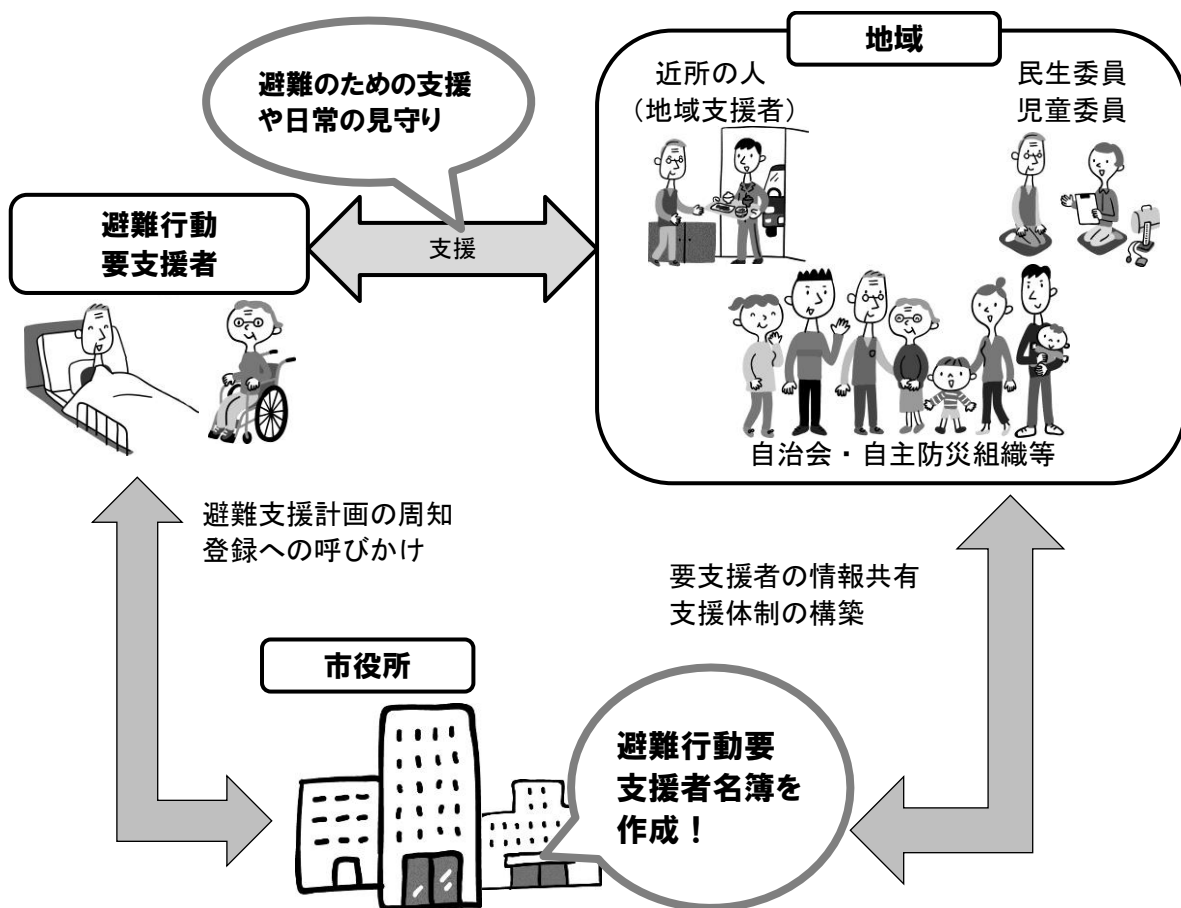 地域
避難のための支援
や日常の見守り
近所の人
（地域支援者）
民生委員
児童委員
避難行動
要支援者
支援
自治会・自主防災組織等
避難支援計画の周知
登録への呼びかけ
要支援者の情報共有
支援体制の構築
市役所
避難行動要
支援者名簿を
作成！